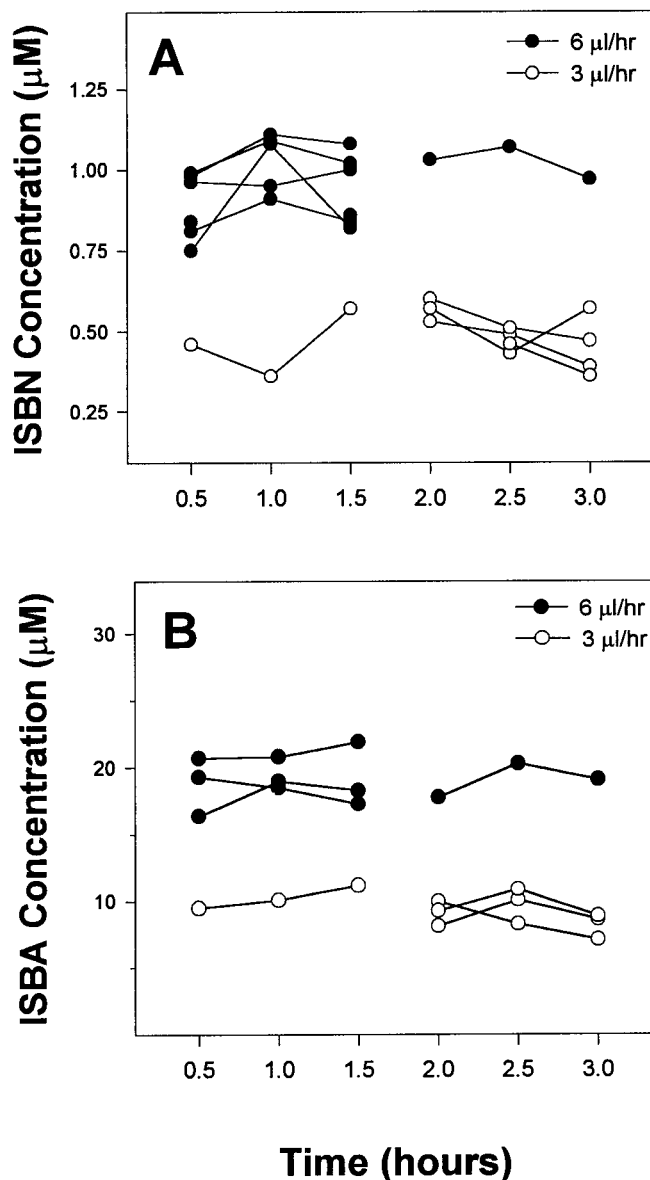 A
6 μl/hr
3 μl/hr
ISBN Concentration (μM)
1.25
1.00
0.75
0.50
0.25
0.5 1.0 1.5 2.0 2.5 3.0
B
6 μl/hr
3 μl/hr
ISBA Concentration (μM)
30
20
10
0.5 1.0 1.5 2.0 2.5 3.0
Time (hours)